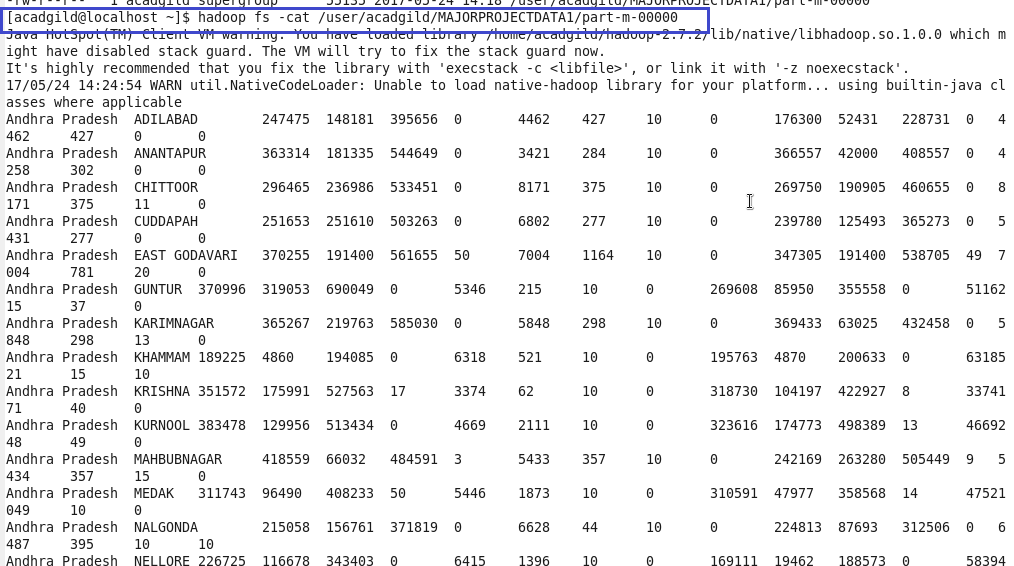 -rw-r--r-- 1 acadgild supergroup 55135 2017-05-24 14:18 /user/acadgild/MAJORPROJECTDATA1/part-m-00000
[acadgild@localhost ~]$ hadoop fs -cat /user/acadgild/MAJORPROJECTDATA1/part-m-00000
Java HotSpot(TM) Client VM warning: You have loaded library /home/acadgild/hadoop-2.7.2/lib/native/libhadoop.so.1.0.0 which m
ight have disabled stack guard. The VM will try to fix the stack guard now.
It's highly recommended that you fix the library with 'execstack -c <libfile>', or link it with '-z noexecstack'.
17/05/24 14:24:54 WARN util.NativeCodeLoader: Unable to load native-hadoop library for your platform... using builtin-java cl
asses where applicable
Andhra Pradesh ADILABAD 247475 148181 395656 0 4462 427 10 0 176300 52431 228731 0 4
462 427 0 0
Andhra Pradesh ANANTAPUR 363314 181335 544649 0 3421 284 10 0 366557 42000 408557 0 4
258 302 0 0
Andhra Pradesh CHITTOOR 296465 236986 533451 0 8171 375 10 0 269750 190905 460655 0 8
171 375 11 0
Andhra Pradesh CUDDAPAH 251653 251610 503263 0 6802 277 10 0 239780 125493 365273 0 5
431 277 0 0
Andhra Pradesh EAST GODAVARI 370255 191400 561655 50 7004 1164 10 0 347305 191400 538705 49 7
004 781 20 0
Andhra Pradesh GUNTUR 370996 319053 690049 0 5346 215 10 0 269608 85950 355558 0 51162
15 37 0
Andhra Pradesh KARIMNAGAR 365267 219763 585030 0 5848 298 10 0 369433 63025 432458 0 5
848 298 13 0
Andhra Pradesh KHAMMAM 189225 4860 194085 0 6318 521 10 0 195763 4870 200633 0 63185
21 15 10
Andhra Pradesh KRISHNA 351572 175991 527563 17 3374 62 10 0 318730 104197 422927 8 33741
71 40 0
Andhra Pradesh KURNOOL 383478 129956 513434 0 4669 2111 10 0 323616 174773 498389 13 46692
48 49 0
Andhra Pradesh MAHBUBNAGAR 418559 66032 484591 3 5433 357 10 0 242169 263280 505449 9 5
434 357 15 0
Andhra Pradesh MEDAK 311743 96490 408233 50 5446 1873 10 0 310591 47977 358568 14 47521
049 10 0
Andhra Pradesh NALGONDA 215058 156761 371819 0 6628 44 10 0 224813 87693 312506 0 6
487 395 10 10
Andhra Pradesh NELLORE 226725 116678 343403 0 6415 1396 10 0 169111 19462 188573 0 58394